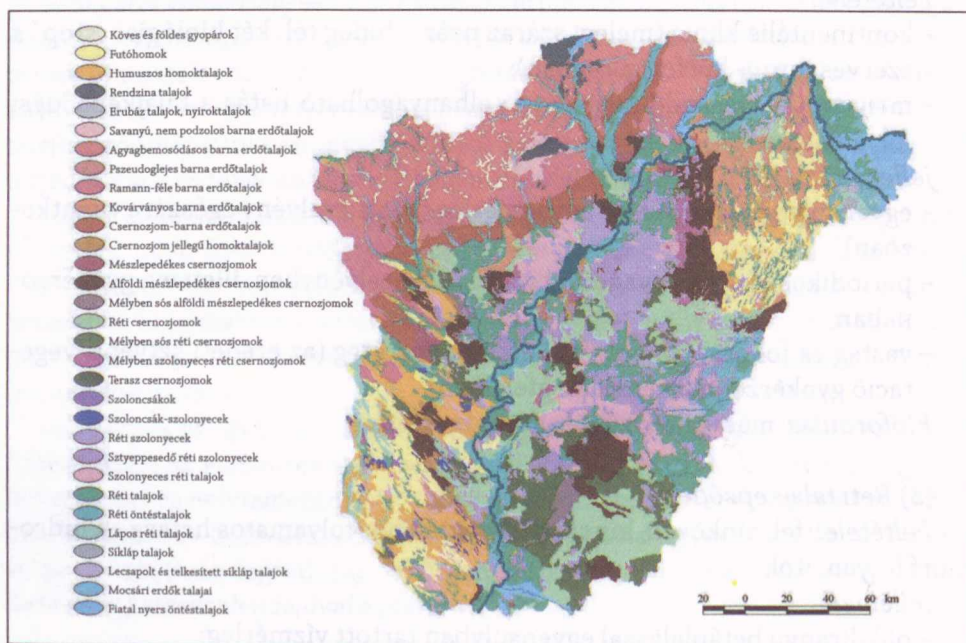 Köves és földes gyopárok
Futóhomok
Humuszos homoktalajok
Rendzina talajok
Erubáz talajok, nyiroktalajok
Savanyú, nem podzolos barna erdőtalajok
Agyagbemosódásos barna erdőtalajok
Pszeudoglejes barna erdőtalajok
Ramann-féle barna erdőtalajok
Kovárványos barna erdőtalajok
Csernozjom-barna erdőtalajok
Csernozjom jellegű homoktalajok
Mészlepedékes csernozjomok
Alföldi mészlepedékes csernozjomok
Mélyben sós alföldi mészlepedékes csernozjomok
Réti csernozjomok
Mélyben sós réti csernozjomok
Mélyben szolonyeces réti csernozjomok
Terasz csernozjomok
Szoloncsákok
Szoloncsák-szolonyecek
Réti szolonyecek
Sztyeppesedő réti szolonyecek
Szolonyeces réti talajok
Réti talajok
Réti öntéstalajok
Lápos réti talajok
Síkláp talajok
Lecsapolt és telkesített síkláp talajok
Mocsári erdők talajai
Fiatal nyers öntéstalajok
20 0 20 40 60 km